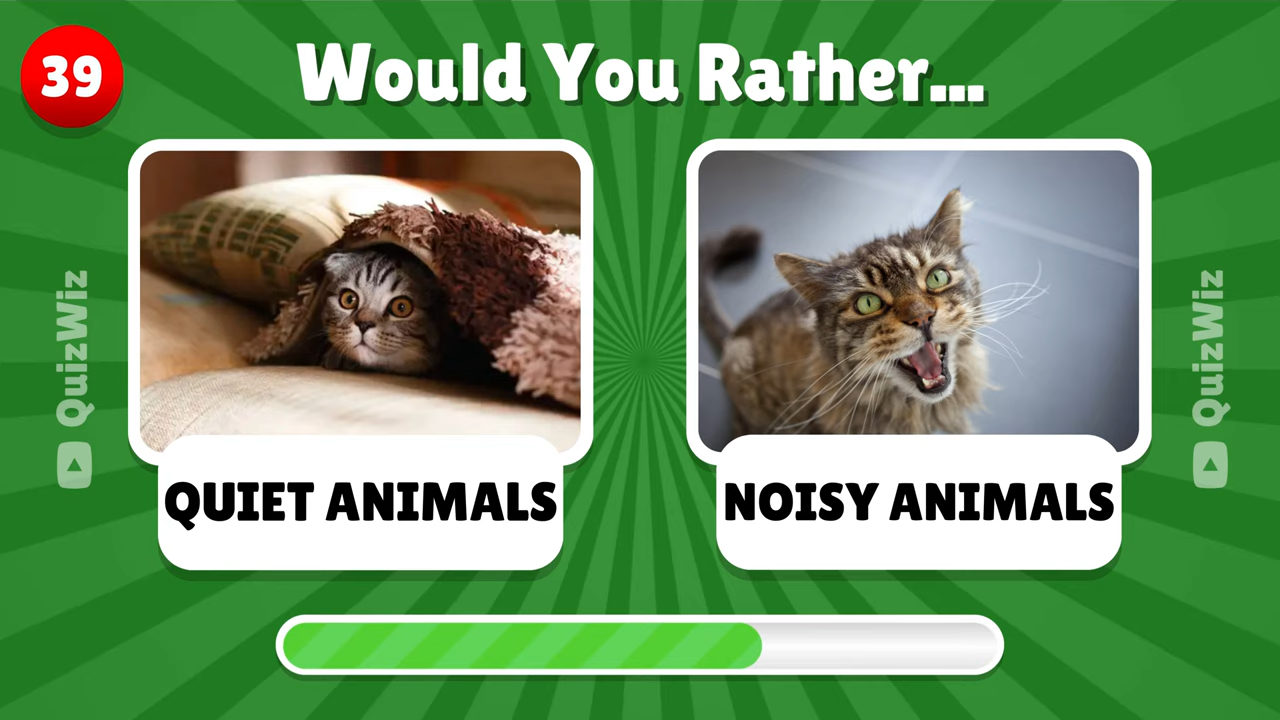 39
Would You Rather...
QuizWiz
QuizWiz
QUIET ANIMALS
NOISY ANIMALS